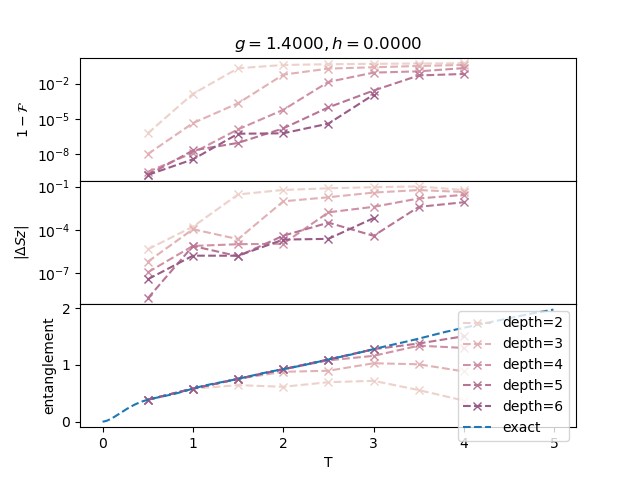 g = 1.4000, h = 0.0000
1 − 𝓕
10⁻²
10⁻⁵
10⁻⁸
|ΔSz|
10⁻¹
10⁻⁴
10⁻⁷
entanglement
2
1
0
depth=2
depth=3
depth=4
depth=5
depth=6
exact
0 1 2 3 4 5
T